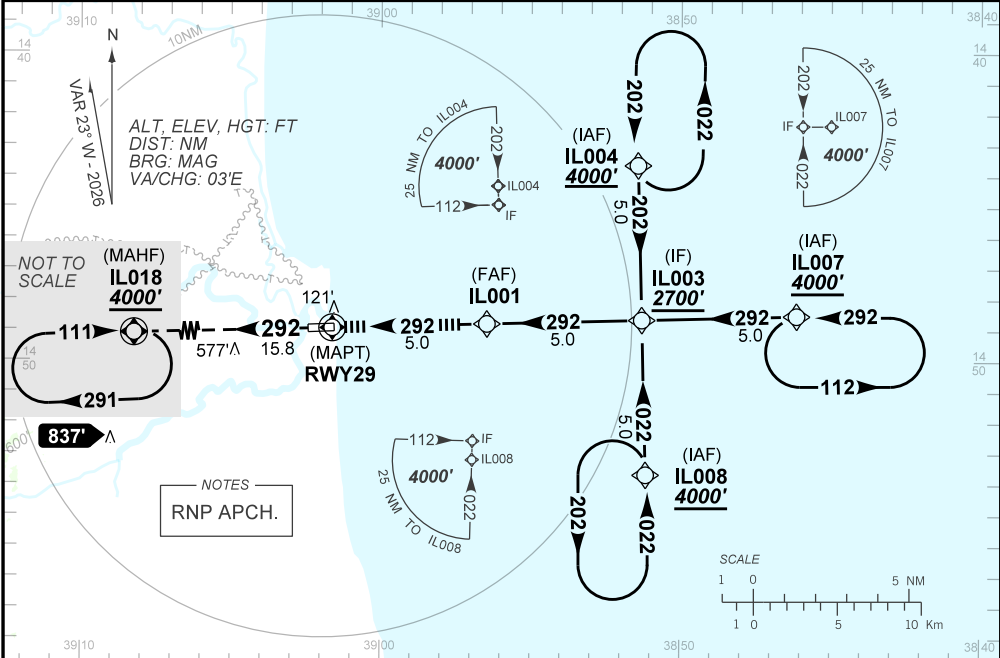 39 10
39 00
38 50
38 40
14
40
14
40
10NM
N
VAR 23° W - 2026
ALT, ELEV, HGT: FT
DIST: NM
BRG: MAG
VA/CHG: 03'E
25 NM TO IL004
4000'
202
IL004
112
IF
202
022
(IAF)
IL004
4000'
202
5.0
202
IF
IL007
022
4000'
25 NM TO IL007
NOT TO
SCALE
(MAHF)
IL018
4000'
111
291
577'
292
15.8
121'
(MAPT)
RWY29
292
5.0
(FAF)
IL001
292
5.0
(IF)
IL003
2700'
292
5.0
(IAF)
IL007
4000'
292
112
14
50
14
50
837'
600'
NOTES
RNP APCH.
112
IF
IL008
4000'
022
25 NM TO IL008
022
5.0
(IAF)
IL008
4000'
202
022
SCALE
1 0 5 NM
1 0 5 10 Km
39 10
39 00
38 50
38 40